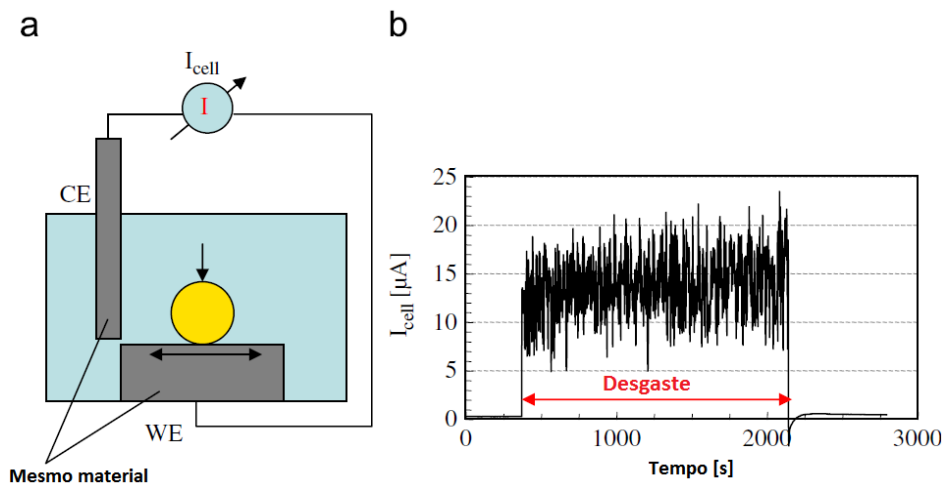 a
I_cell
I
CE
WE
Mesmo material
b
I_cell [µA]
25
20
15
10
5
0
Desgaste
0 1000 2000 3000
Tempo [s]